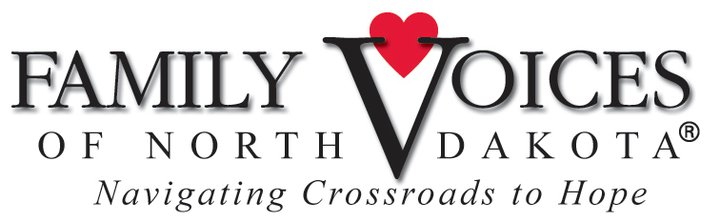 FAMILY VOICES
OF NORTH DAKOTA®
Navigating Crossroads to Hope